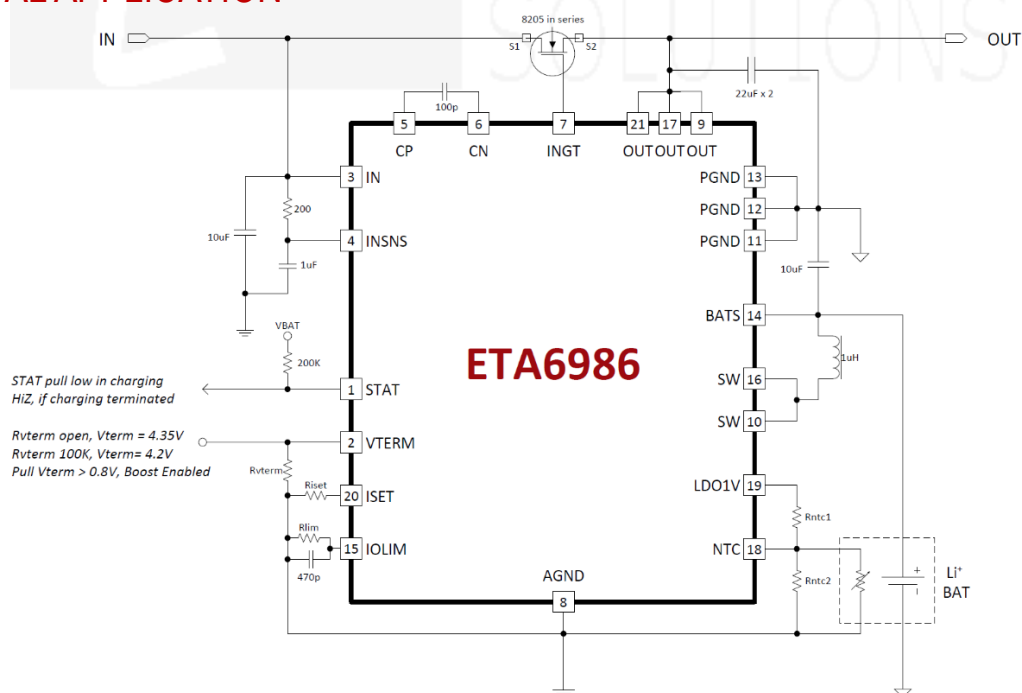 AL APPLICATION
SOLUTIONS
8205 in series
IN
S1
S2
OUT
100p
22uF x 2
5
6
7
21
17
9
CP
CN
INGT
OUT OUT OUT
3
IN
PGND
13
200
PGND
12
10uF
4
INSNS
PGND
11
1uF
10uF
BATS
14
VBAT
ETA6986
1uH
200K
STAT pull low in charging
HiZ, if charging terminated
1
STAT
SW
16
SW
10
Rvterm open, Vterm = 4.35V
Rvterm 100K, Vterm= 4.2V
Pull Vterm > 0.8V, Boost Enabled
2
VTERM
Rvterm
Riset
20
ISET
LDO1V
19
Rntc1
Rlim
15
IOLIM
NTC
18
470p
AGND
Rntc2
+
-
Li+
BAT
8